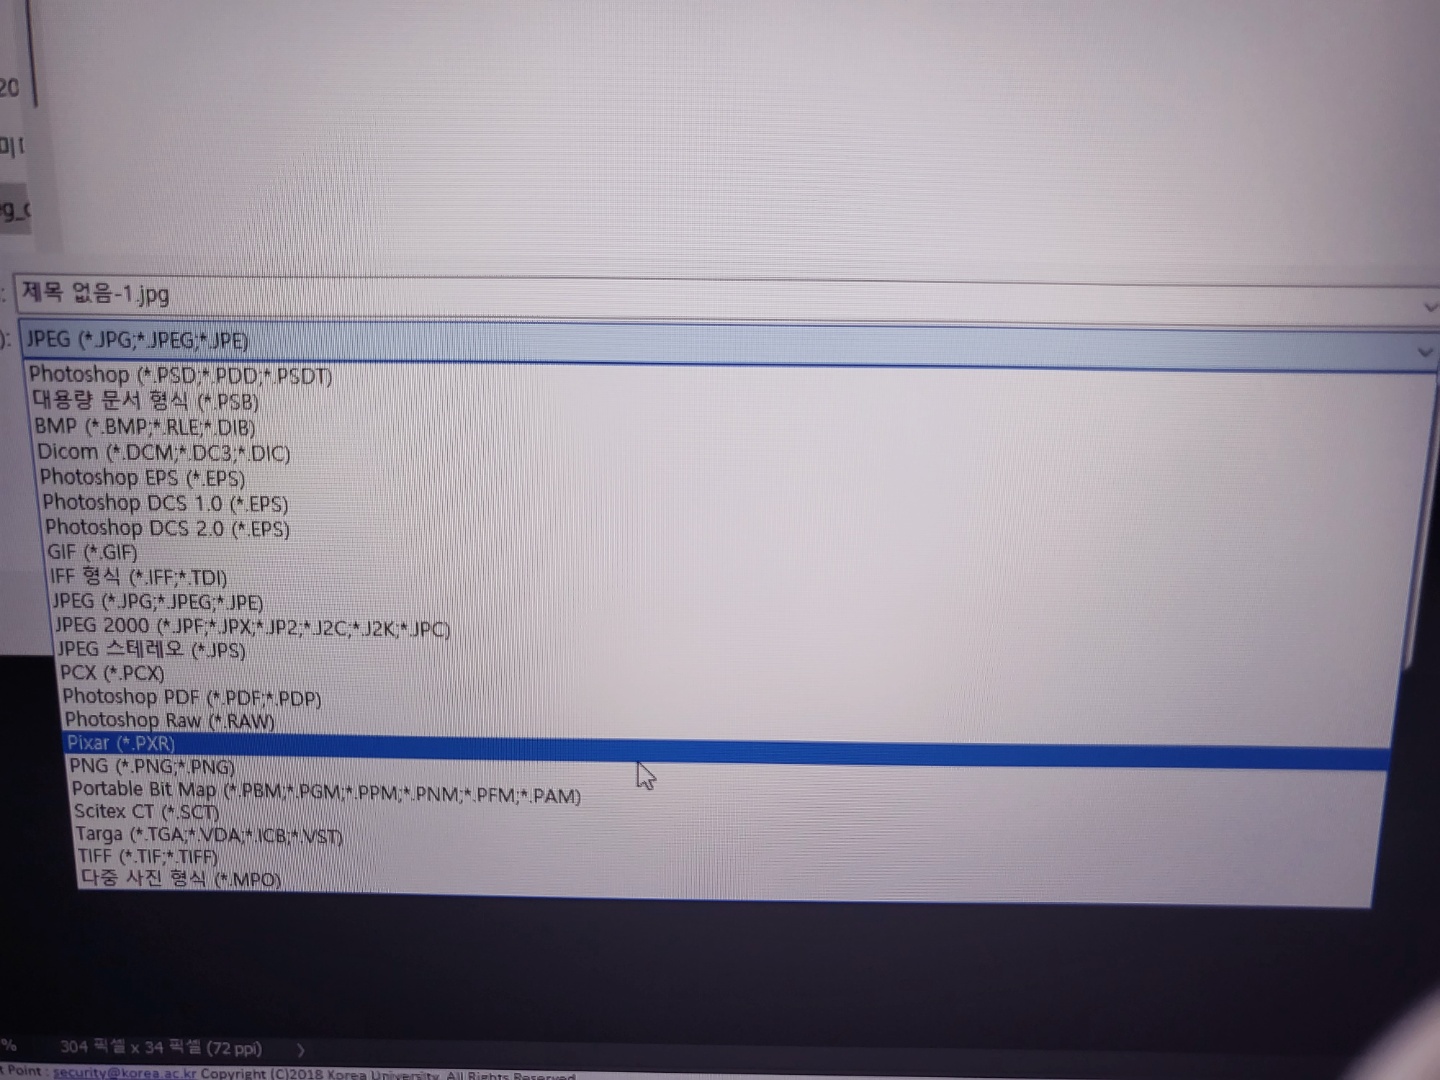 20
제목 없음-1.jpg
JPEG (*.JPG;*.JPEG;*.JPE)
Photoshop (*.PSD;*.PDD;*.PSDT)
대용량 문서 형식 (*.PSB)
BMP (*.BMP;*.RLE;*.DIB)
Dicom (*.DCM;*.DC3;*.DIC)
Photoshop EPS (*.EPS)
Photoshop DCS 1.0 (*.EPS)
Photoshop DCS 2.0 (*.EPS)
GIF (*.GIF)
IFF 형식 (*.IFF;*.TDI)
JPEG (*.JPG;*.JPEG;*.JPE)
JPEG 2000 (*.JPF;*.JPX;*.JP2;*.J2C;*.J2K;*.JPC)
JPEG 스테레오 (*.JPS)
PCX (*.PCX)
Photoshop PDF (*.PDF;*.PDP)
Photoshop Raw (*.RAW)
Pixar (*.PXR)
PNG (*.PNG;*.PNG)
Portable Bit Map (*.PBM;*.PGM;*.PPM;*.PNM;*.PFM;*.PAM)
Scitex CT (*.SCT)
Targa (*.TGA;*.VDA;*.ICB;*.VST)
TIFF (*.TIF;*.TIFF)
다중 사진 형식 (*.MPO)
% 304 픽셀 x 34 픽셀 (72 ppi)
t Point : security@korea.ac.kr Copyright (C)2018 Korea University. All Rights Reserved